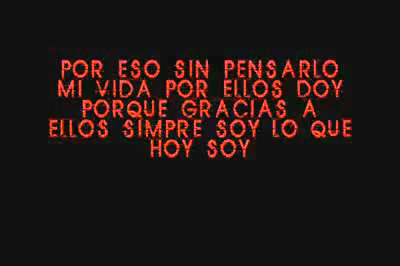 POR ESO SIN PENSARLO
MI VIDA POR ELLOS DOY
PORQUE GRACIAS A
ELLOS SIMPRE SOY LO QUE
HOY SOY